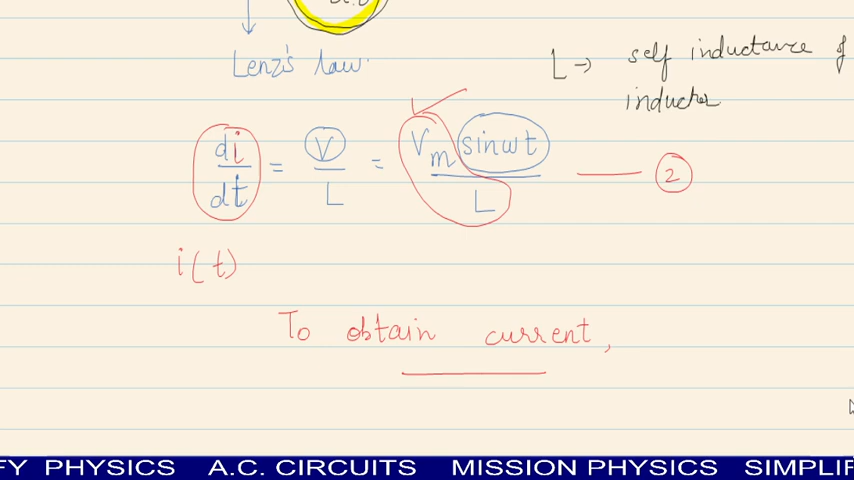 Lenz's law.
L → self inductance of
inductor
di/dt = V/L = Vm sinωt/L —— 2
i(t)
To obtain current,
FY PHYSICS A.C. CIRCUITS MISSION PHYSICS SIMPLIF